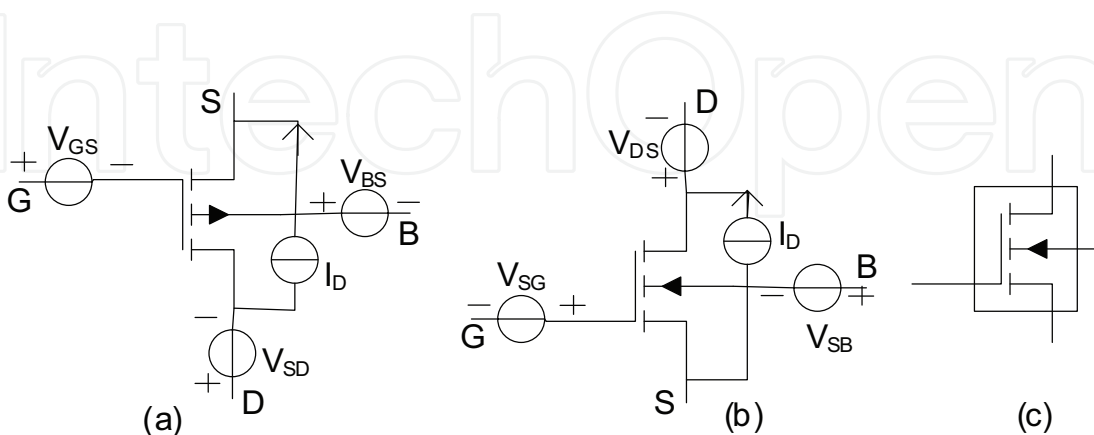 IntechOpen
S
V_GS
+
−
G
V_BS
+
−
B
I_D
−
V_SD
+
D
(a)
D
−
V_DS
+
I_D
V_SG
−
+
G
B
−
+
V_SB
S
(b)
(c)